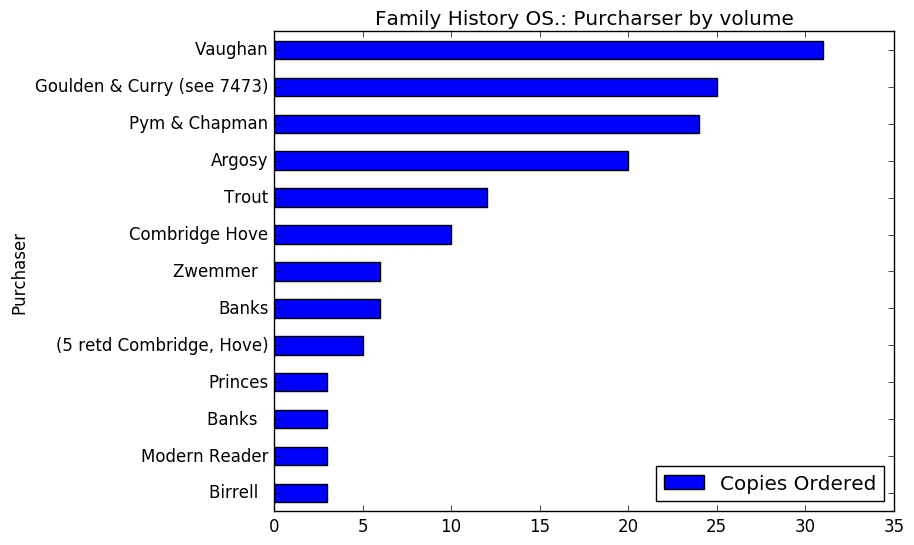 Family History OS.: Purcharser by volume
Vaughan
Goulden & Curry (see 7473)
Pym & Chapman
Argosy
Trout
Combridge Hove
Zwemmer
Banks
(5 retd Combridge, Hove)
Princes
Banks
Modern Reader
Birrell
Purchaser
Copies Ordered
0 5 10 15 20 25 30 35